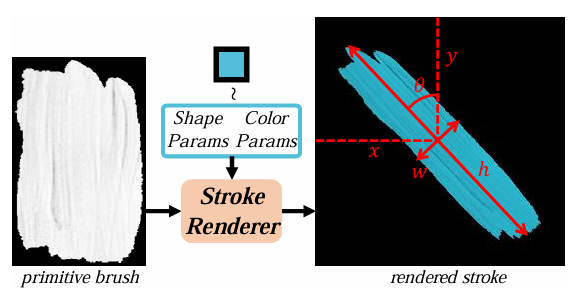 Shape Color
Params Params
Stroke
Renderer
primitive brush
y
θ
x
w
h
rendered stroke